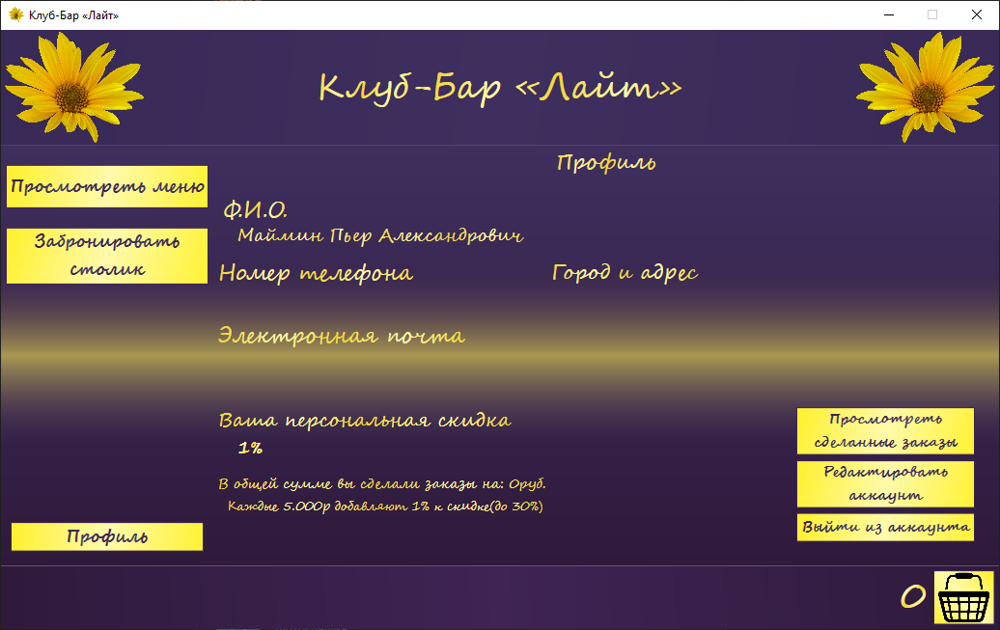 Клуб-Бар «Лайт»
Клуб-Бар «Лайт»
Профиль
Просмотреть меню
Забронировать
столик
Ф.И.О.
Маймин Пьер Александрович
Номер телефона
Город и адрес
Электронная почта
Ваша персональная скидка
1%
В общей сумме вы сделали заказы на: 0руб.
Каждые 5.000р добавляют 1% к скидке(до 30%)
Просмотреть
сделанные заказы
Редактировать
аккаунт
Выйти из аккаунта
Профиль
0